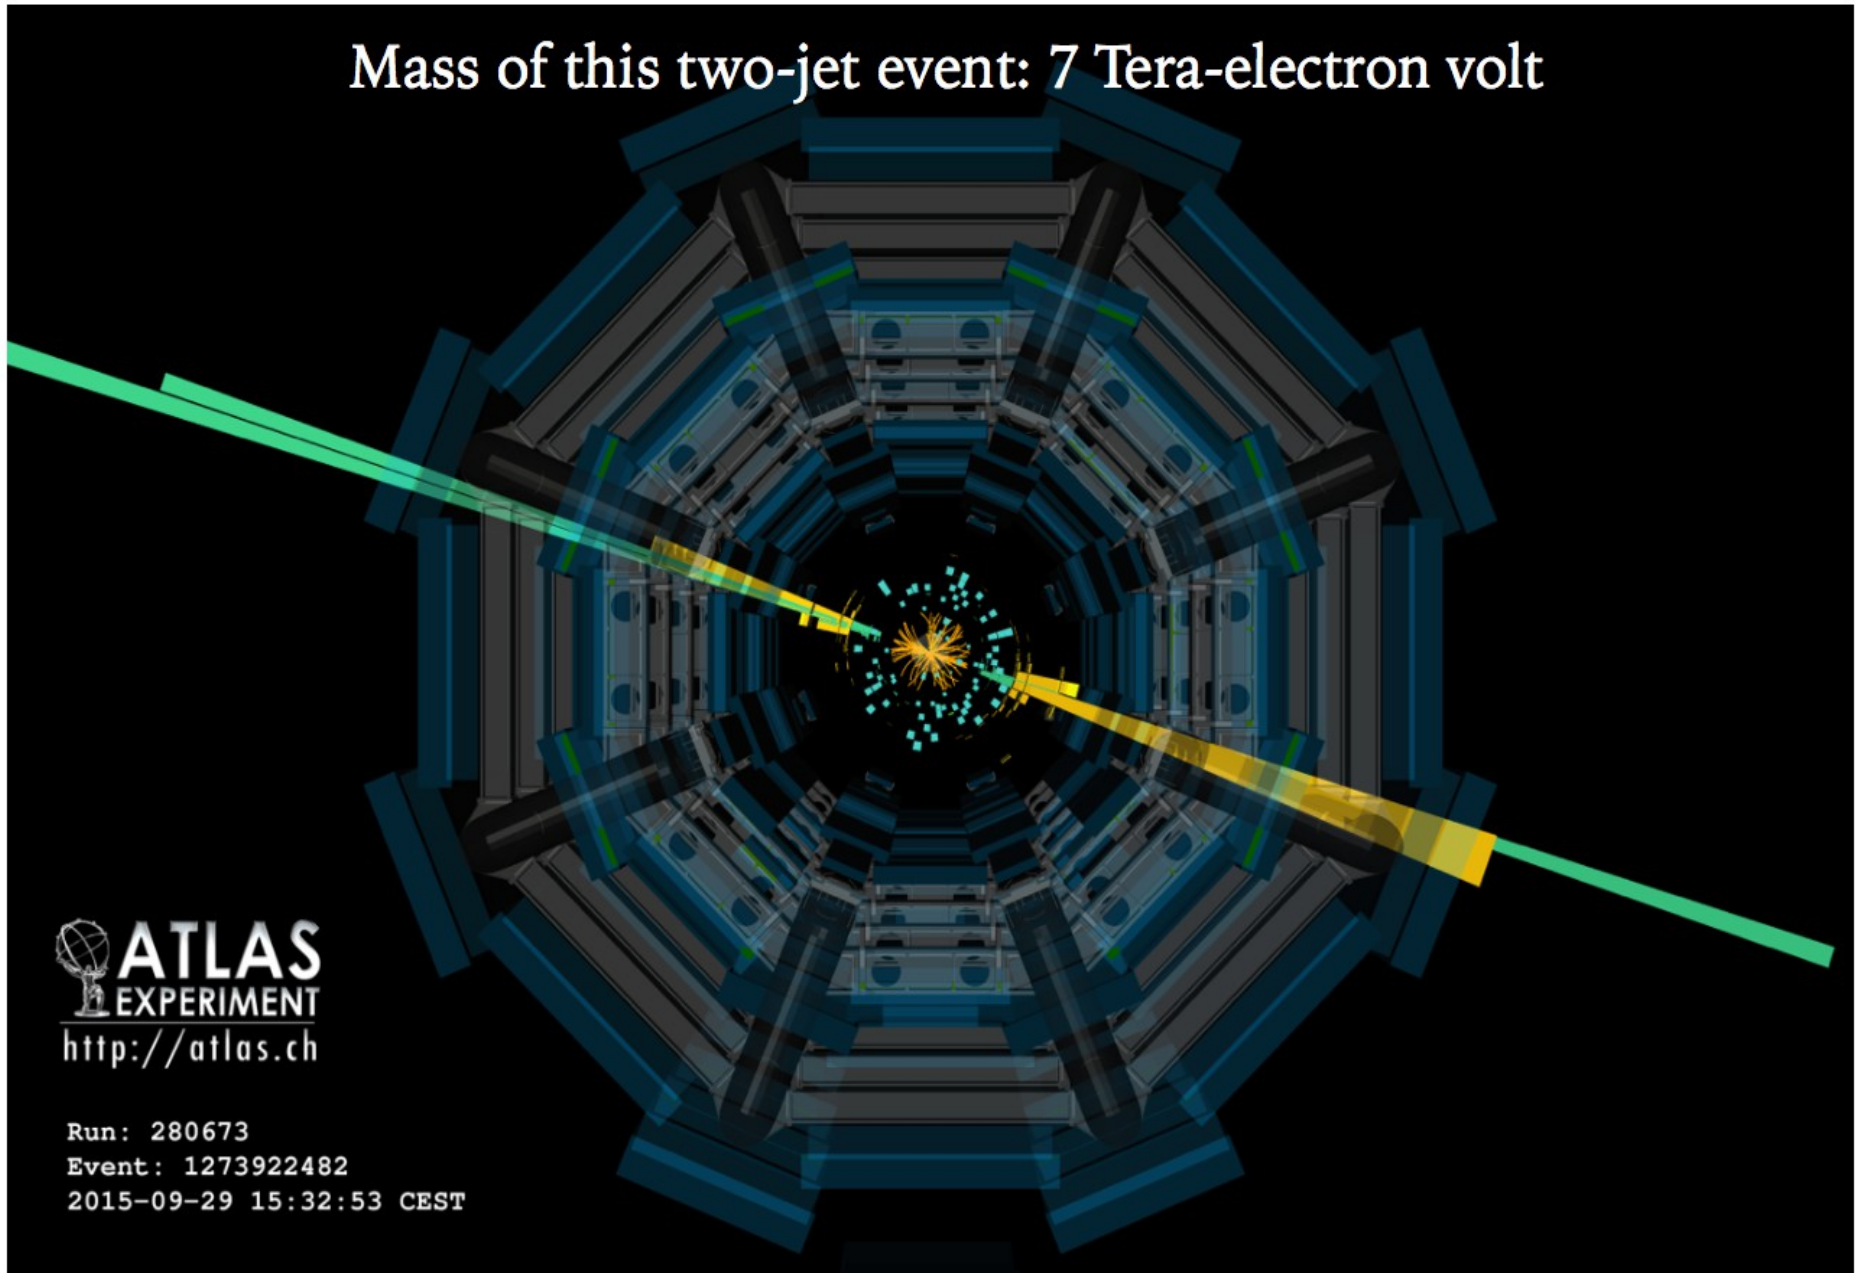 Mass of this two-jet event: 7 Tera-electron volt
ATLAS
EXPERIMENT
http://atlas.ch
Run: 280673
Event: 1273922482
2015-09-29 15:32:53 CEST